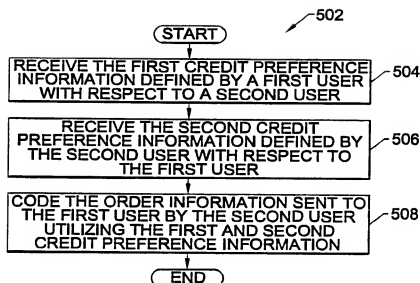 502
START
RECEIVE THE FIRST CREDIT PREFERENCE
INFORMATION DEFINED BY A FIRST USER
WITH RESPECT TO A SECOND USER
504
RECEIVE THE SECOND CREDIT
PREFERENCE INFORMATION DEFINED BY
THE SECOND USER WITH RESPECT TO
THE FIRST USER
506
CODE THE ORDER INFORMATION SENT TO
THE FIRST USER BY THE SECOND USER
UTILIZING THE FIRST AND SECOND
CREDIT PREFERENCE INFORMATION
508
END